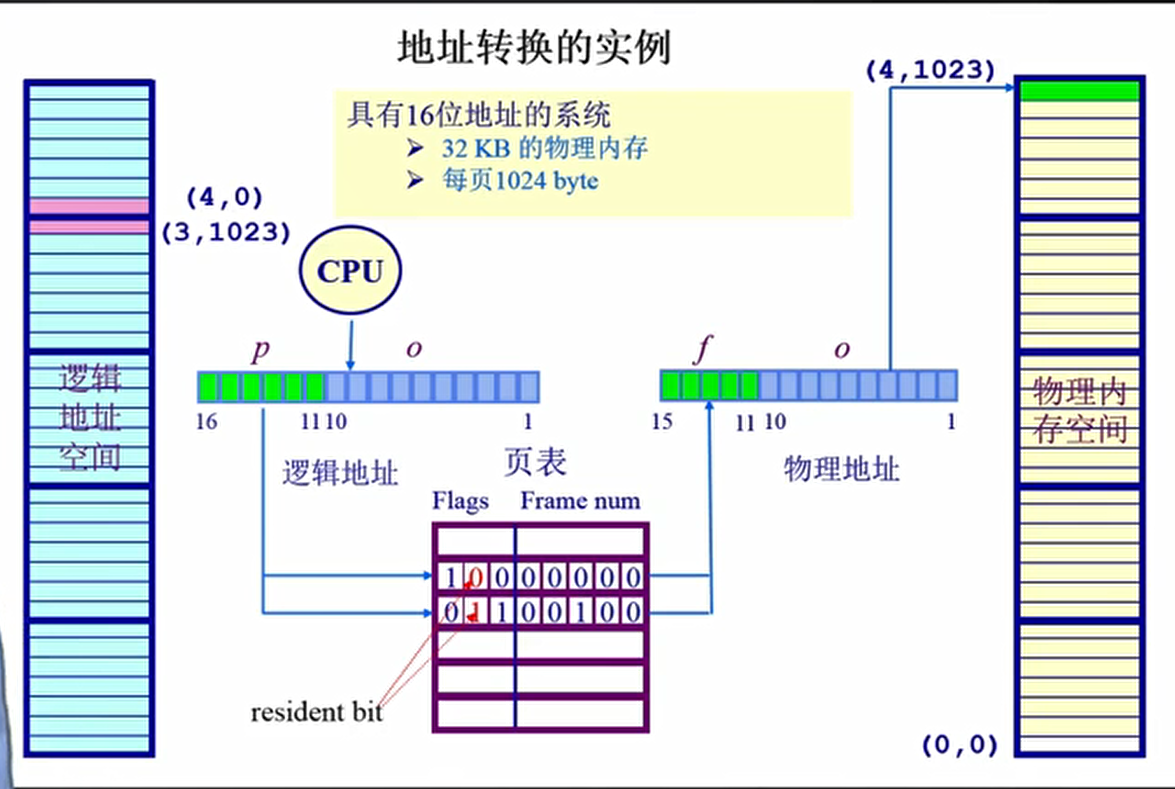 地址转换的实例
(4,1023)
具有16位地址的系统
➢ 32 KB 的物理内存
➢ 每页1024 byte
(4,0)
(3,1023)
CPU
p
o
f
o
逻辑
地址
空间
物理内
存空间
16
11
10
1
15
11
10
1
逻辑地址
页表
物理地址
Flags
Frame num
1 0 0 0 0 0 0 0
0 1 1 0 0 1 0 0
resident bit
(0,0)